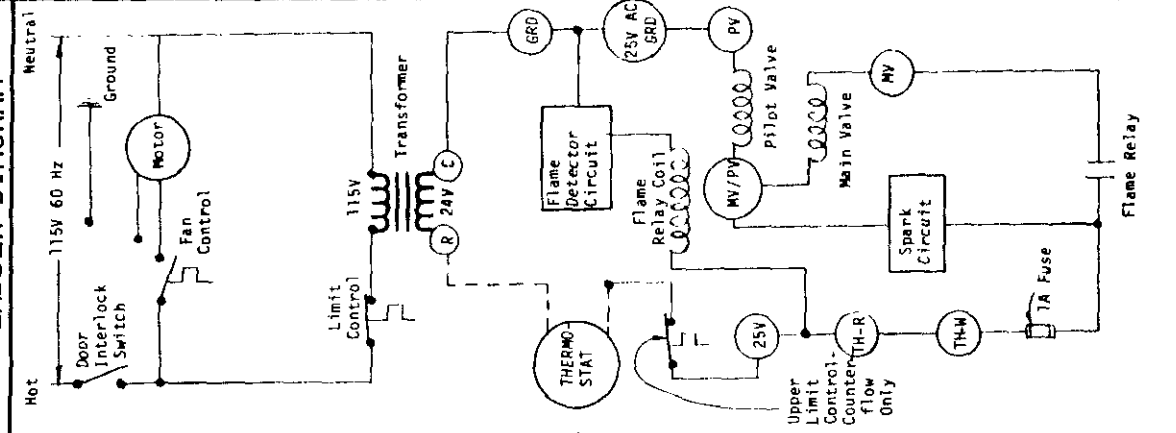 LADDER DIAGRAM
Neutral
Hot
115V 60 Hz
Ground
Door
Interlock
Switch
Motor
Fan
Control
Limit
Control
115V
Transformer
24V
C
R
GRD
25V AC
GRD
PV
Flame
Detector
Circuit
Flame
Relay Coil
Pilot Valve
MV/PV
Main Valve
MV
Spark
Circuit
Flame Relay
THERMO-
STAT
25V
TH-R
TH-W
1A Fuse
Upper
Limit
Control-
Counter-
flow
Only